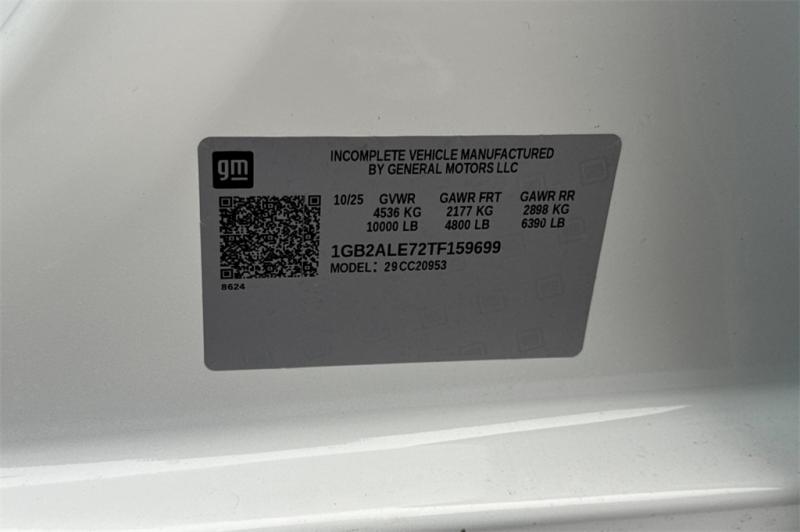 gm
INCOMPLETE VEHICLE MANUFACTURED
BY GENERAL MOTORS LLC
10/25 GVWR GAWR FRT GAWR RR
4536 KG 2177 KG 2898 KG
10000 LB 4800 LB 6390 LB
1GB2ALE72TF159699
MODEL: 29CC20953
8624